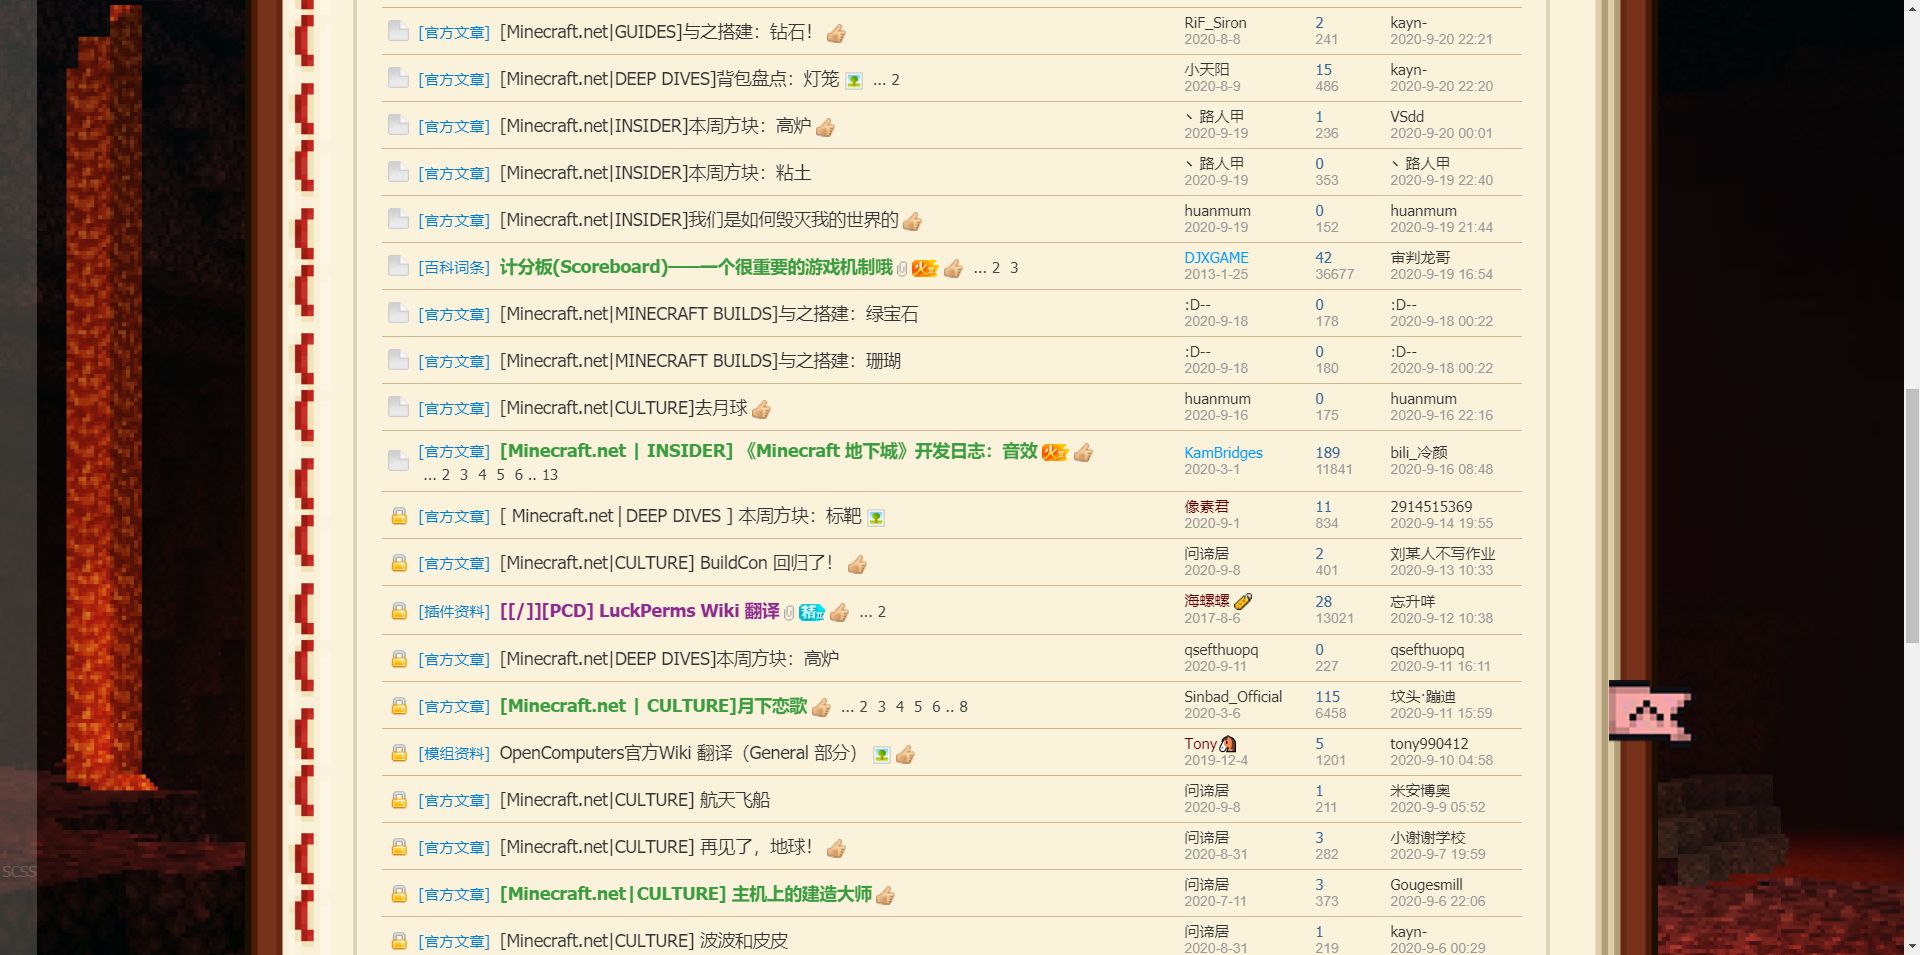 [官方文章] [Minecraft.net|GUIDES]与之搭建：钻石！ RiF_Siron 2 kayn-
2020-8-8 241 2020-9-20 22:21
[官方文章] [Minecraft.net|DEEP DIVES]背包盘点：灯笼 ... 2 小天阳 15 kayn-
2020-8-9 486 2020-9-20 22:20
[官方文章] [Minecraft.net|INSIDER]本周方块：高炉 丶路人甲 1 VSdd
2020-9-19 236 2020-9-20 00:01
[官方文章] [Minecraft.net|INSIDER]本周方块：粘土 丶路人甲 0 丶路人甲
2020-9-19 353 2020-9-19 22:40
[官方文章] [Minecraft.net|INSIDER]我们是如何毁灭我的世界的 huanmum 0 huanmum
2020-9-19 152 2020-9-19 21:44
[百科词条] 计分板(Scoreboard)——一个很重要的游戏机制哦 ... 2 3 DJXGAME 42 审判龙哥
2013-1-25 36677 2020-9-19 16:54
[官方文章] [Minecraft.net|MINECRAFT BUILDS]与之搭建：绿宝石 :D-- 0 :D--
2020-9-18 178 2020-9-18 00:22
[官方文章] [Minecraft.net|MINECRAFT BUILDS]与之搭建：珊瑚 :D-- 0 :D--
2020-9-18 180 2020-9-18 00:22
[官方文章] [Minecraft.net|CULTURE]去月球 huanmum 0 huanmum
2020-9-16 175 2020-9-16 22:16
[官方文章] [Minecraft.net | INSIDER] 《Minecraft 地下城》开发日志：音效 KamBridges 189 bili_冷颜
... 2 3 4 5 6 .. 13 2020-3-1 11841 2020-9-16 08:48
[官方文章] [ Minecraft.net│DEEP DIVES ] 本周方块：标靶 像素君 11 2914515369
2020-9-1 834 2020-9-14 19:55
[官方文章] [Minecraft.net|CULTURE] BuildCon 回归了！ 问谛居 2 刘某人不写作业
2020-9-8 401 2020-9-13 10:33
[插件资料] [[/]][PCD] LuckPerms Wiki 翻译 ... 2 海螺螺 28 忘升咩
2017-8-6 13021 2020-9-12 10:38
[官方文章] [Minecraft.net|DEEP DIVES]本周方块：高炉 qsefthuopq 0 qsefthuopq
2020-9-11 227 2020-9-11 16:11
[官方文章] [Minecraft.net | CULTURE]月下恋歌 ... 2 3 4 5 6 .. 8 Sinbad_Official 115 坟头·蹦迪
2020-3-6 6458 2020-9-11 15:59
[模组资料] OpenComputers官方Wiki 翻译（General 部分） Tony 5 tony990412
2019-12-4 1201 2020-9-10 04:58
[官方文章] [Minecraft.net|CULTURE] 航天飞船 问谛居 1 米安博奥
2020-9-8 211 2020-9-9 05:52
[官方文章] [Minecraft.net|CULTURE] 再见了，地球！ 问谛居 3 小谢谢学校
2020-8-31 282 2020-9-7 19:59
[官方文章] [Minecraft.net|CULTURE] 主机上的建造大师 问谛居 3 Gougesmill
2020-7-11 373 2020-9-6 22:06
[官方文章] [Minecraft.net|CULTURE] 波波和皮皮 问谛居 1 kayn-
2020-8-31 219 2020-9-6 00:29
SCSS